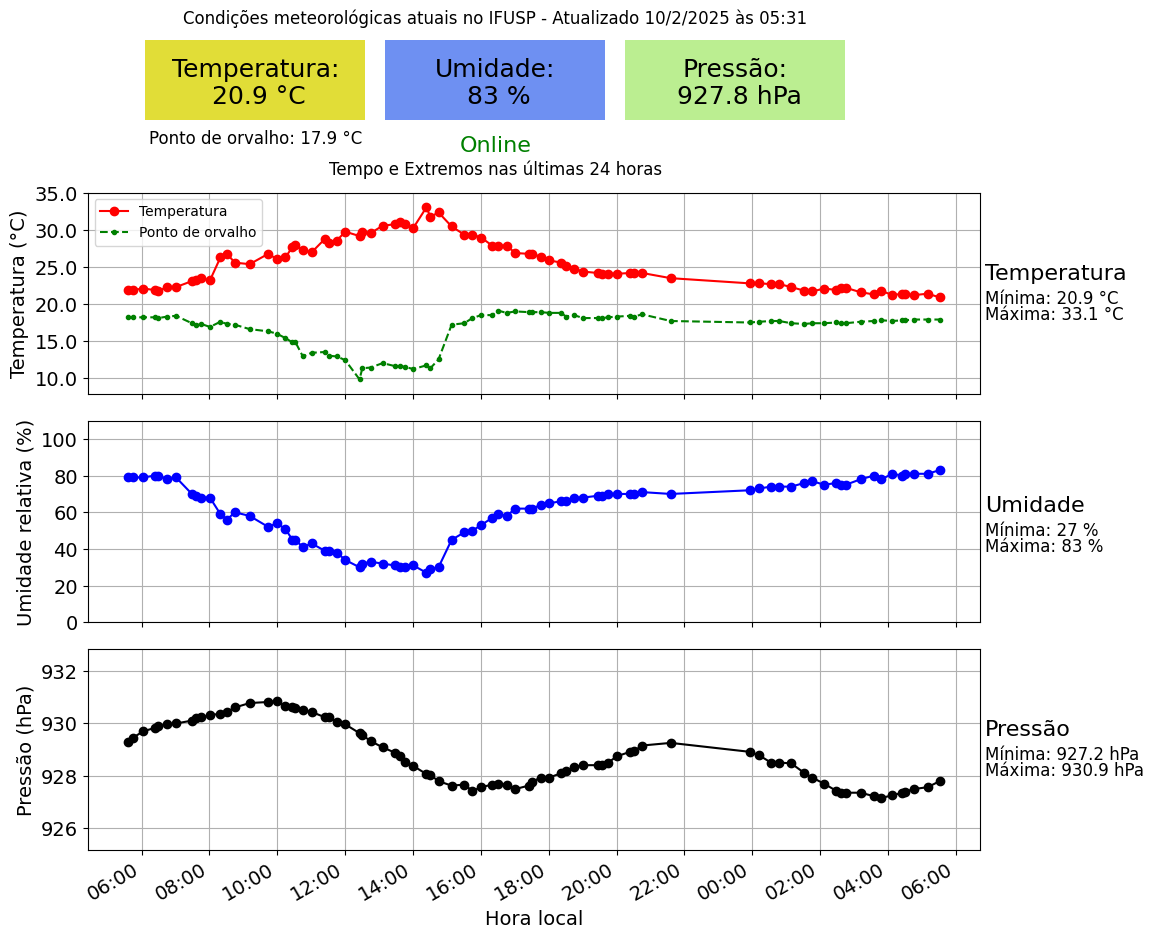 Condições meteorológicas atuais no IFUSP - Atualizado 10/2/2025 às 05:31
Temperatura:
20.9 °C
Umidade:
83 %
Pressão:
927.8 hPa
Ponto de orvalho: 17.9 °C
Online
Tempo e Extremos nas últimas 24 horas
Temperatura (°C)
35.0
30.0
25.0
20.0
15.0
10.0
Temperatura
Ponto de orvalho
Temperatura
Mínima: 20.9 °C
Máxima: 33.1 °C
Umidade relativa (%)
100
80
60
40
20
0
Umidade
Mínima: 27 %
Máxima: 83 %
Pressão (hPa)
932
930
928
926
Pressão
Mínima: 927.2 hPa
Máxima: 930.9 hPa
06:00 08:00 10:00 12:00 14:00 16:00 18:00 20:00 22:00 00:00 02:00 04:00 06:00
Hora local